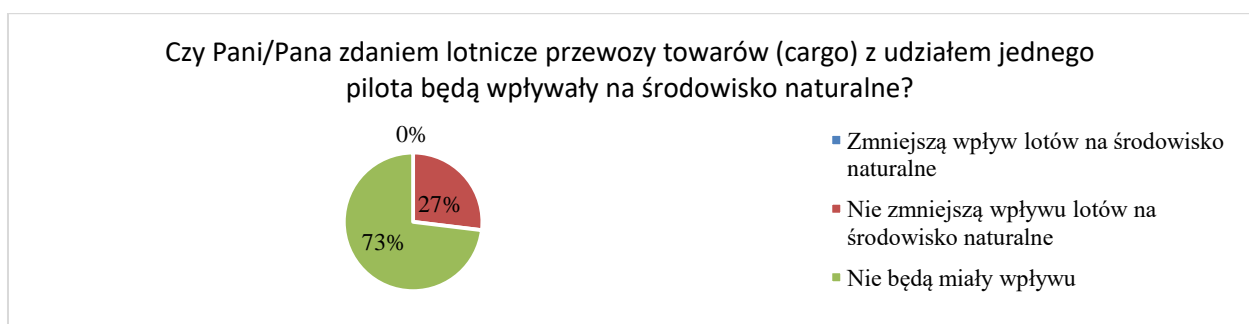 Czy Pani/Pana zdaniem lotnicze przewozy towarów (cargo) z udziałem jednego
pilota będą wpływały na środowisko naturalne?
0%
27%
73%
Zmniejszą wpływ lotów na środowisko
naturalne
Nie zmniejszą wpływu lotów na
środowisko naturalne
Nie będą miały wpływu